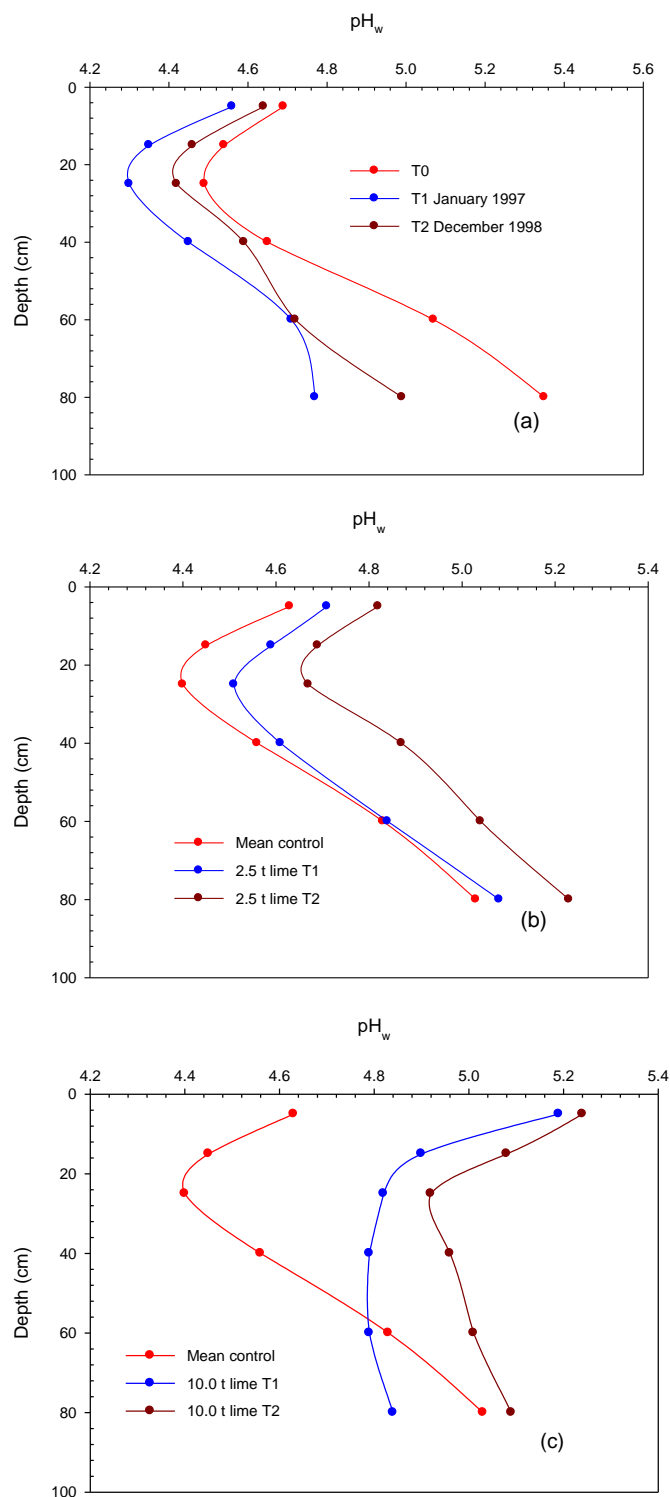 pHw
4.2 4.4 4.6 4.8 5.0 5.2 5.4 5.6
0
20
40
60
80
100
Depth (cm)
T0
T1 January 1997
T2 December 1998
(a)
pHw
4.2 4.4 4.6 4.8 5.0 5.2 5.4
0
20
40
60
80
100
Depth (cm)
Mean control
2.5 t lime T1
2.5 t lime T2
(b)
pHw
4.2 4.4 4.6 4.8 5.0 5.2 5.4
0
20
40
60
80
100
Depth (cm)
Mean control
10.0 t lime T1
10.0 t lime T2
(c)